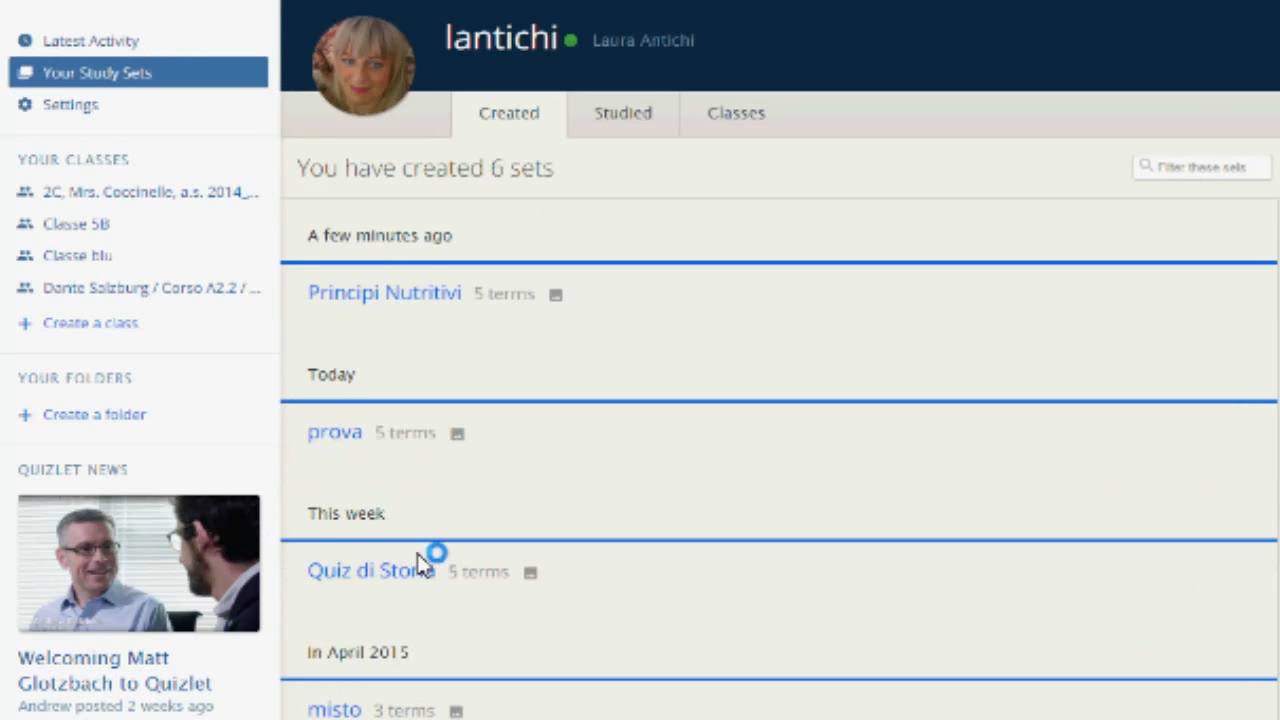 Latest Activity
Your Study Sets
Settings
YOUR CLASSES
2C, Mrs. Coccinelle, a.s. 2014_...
Classe 5B
Classe blu
Dante Salzburg / Corso A2.2 / ...
+ Create a class
YOUR FOLDERS
+ Create a folder
QUIZLET NEWS
Welcoming Matt
Glotzbach to Quizlet
Andrew posted 2 weeks ago
lantichi Laura Antichi
Created Studied Classes
You have created 6 sets
Filter these sets
A few minutes ago
Principi Nutritivi 5 terms
Today
prova 5 terms
This week
Quiz di Storia 5 terms
In April 2015
misto 3 terms